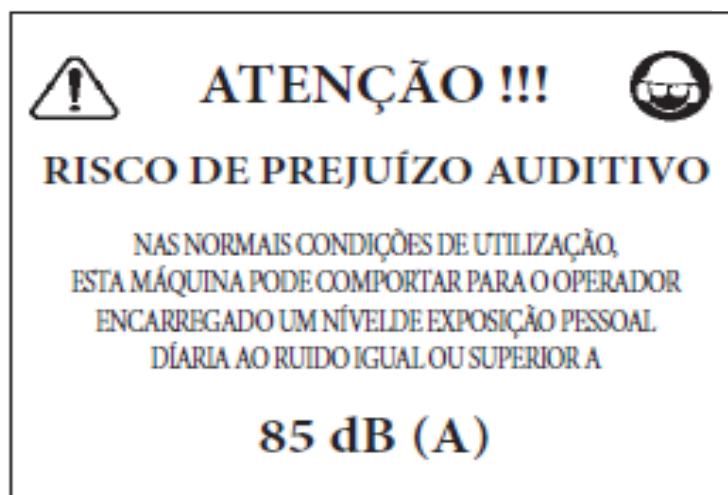 ATENÇÃO !!!
RISCO DE PREJUÍZO AUDITIVO
NAS NORMAIS CONDIÇÕES DE UTILIZAÇÃO,
ESTA MÁQUINA PODE COMPORTAR PARA O OPERADOR
ENCARREGADO UM NÍVELDE EXPOSIÇÃO PESSOAL
DÍARIA AO RUIDO IGUAL OU SUPERIOR A
85 dB (A)